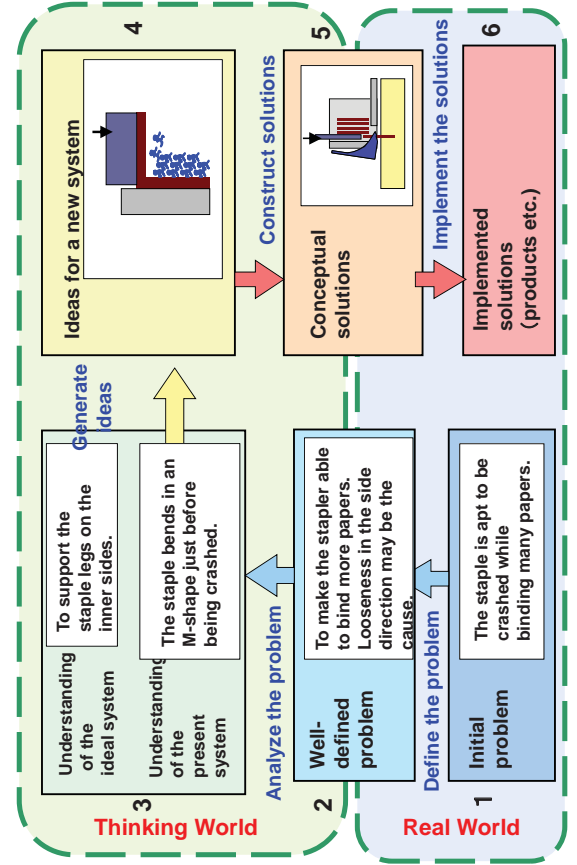 Thinking World
3
Understanding
of the
ideal system
To support the
staple legs on the
inner sides.
Understanding
of the
present
system
The staple bends in an
M-shape just before
being crashed.
Generate
ideas
4
Ideas for a new system
Analyze the problem
Construct solutions
2
Well-
defined
problem
To make the stapler able
to bind more papers.
Looseness in the side
direction may be the
cause.
5
Conceptual
solutions
Real World
Define the problem
Implement the solutions
1
Initial
problem
The staple is apt to be
crashed while
binding many papers.
6
Implemented
solutions
(products etc.)